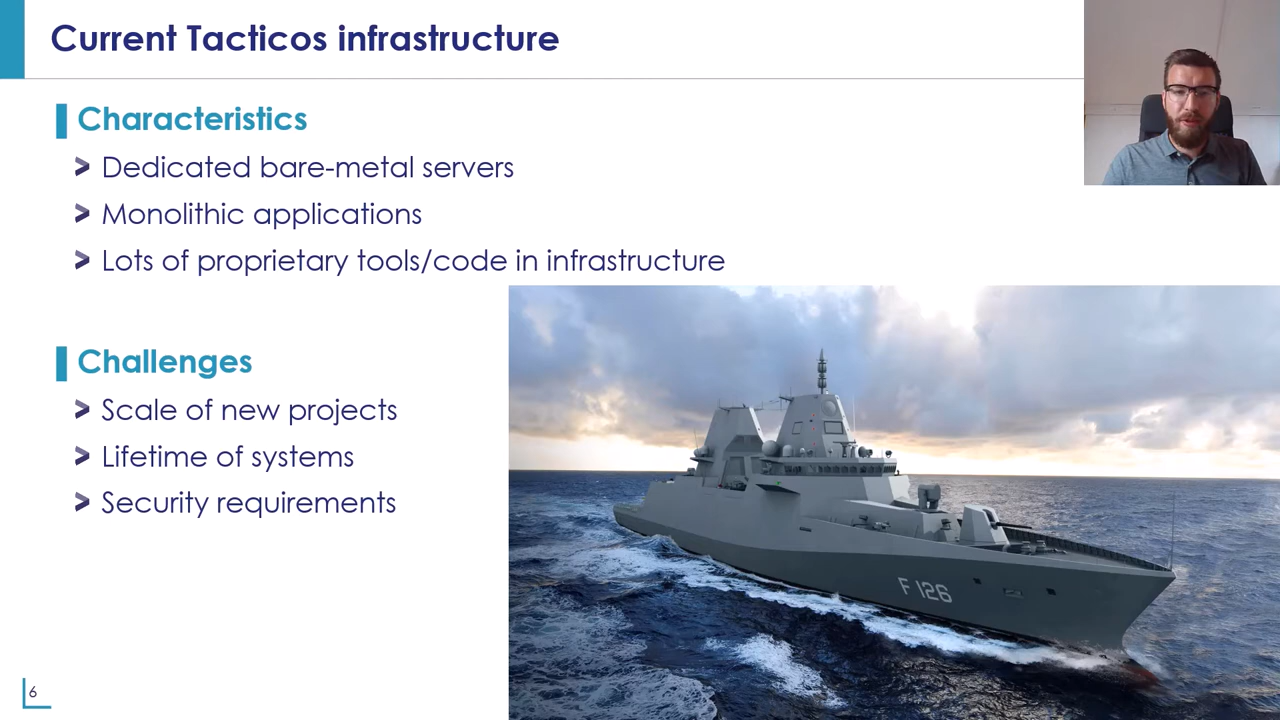 Current Tacticos infrastructure
Characteristics
> Dedicated bare-metal servers
> Monolithic applications
> Lots of proprietary tools/code in infrastructure
Challenges
> Scale of new projects
> Lifetime of systems
> Security requirements
F 126
6